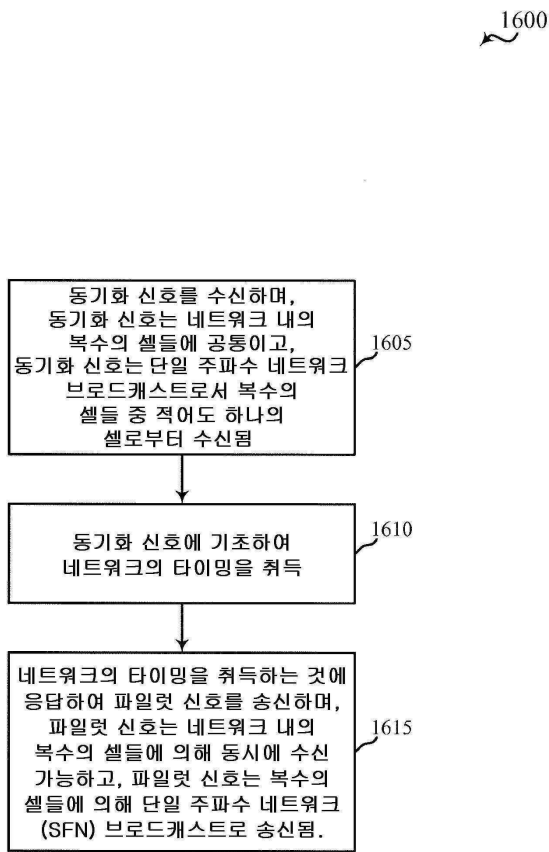 1600
동기화 신호를 수신하며,
동기화 신호는 네트워크 내의
복수의 셀들에 공통이고,
동기화 신호는 단일 주파수 네트워크
브로드캐스트로서 복수의
셀들 중 적어도 하나의
셀로부터 수신됨
1605
동기화 신호에 기초하여
네트워크의 타이밍을 취득
1610
네트워크의 타이밍을 취득하는 것에
응답하여 파일럿 신호를 송신하며,
파일럿 신호는 네트워크 내의
복수의 셀들에 의해 동시에 수신
가능하고, 파일럿 신호는 복수의
셀들에 의해 단일 주파수 네트워크
(SFN) 브로드캐스트로 송신됨.
1615